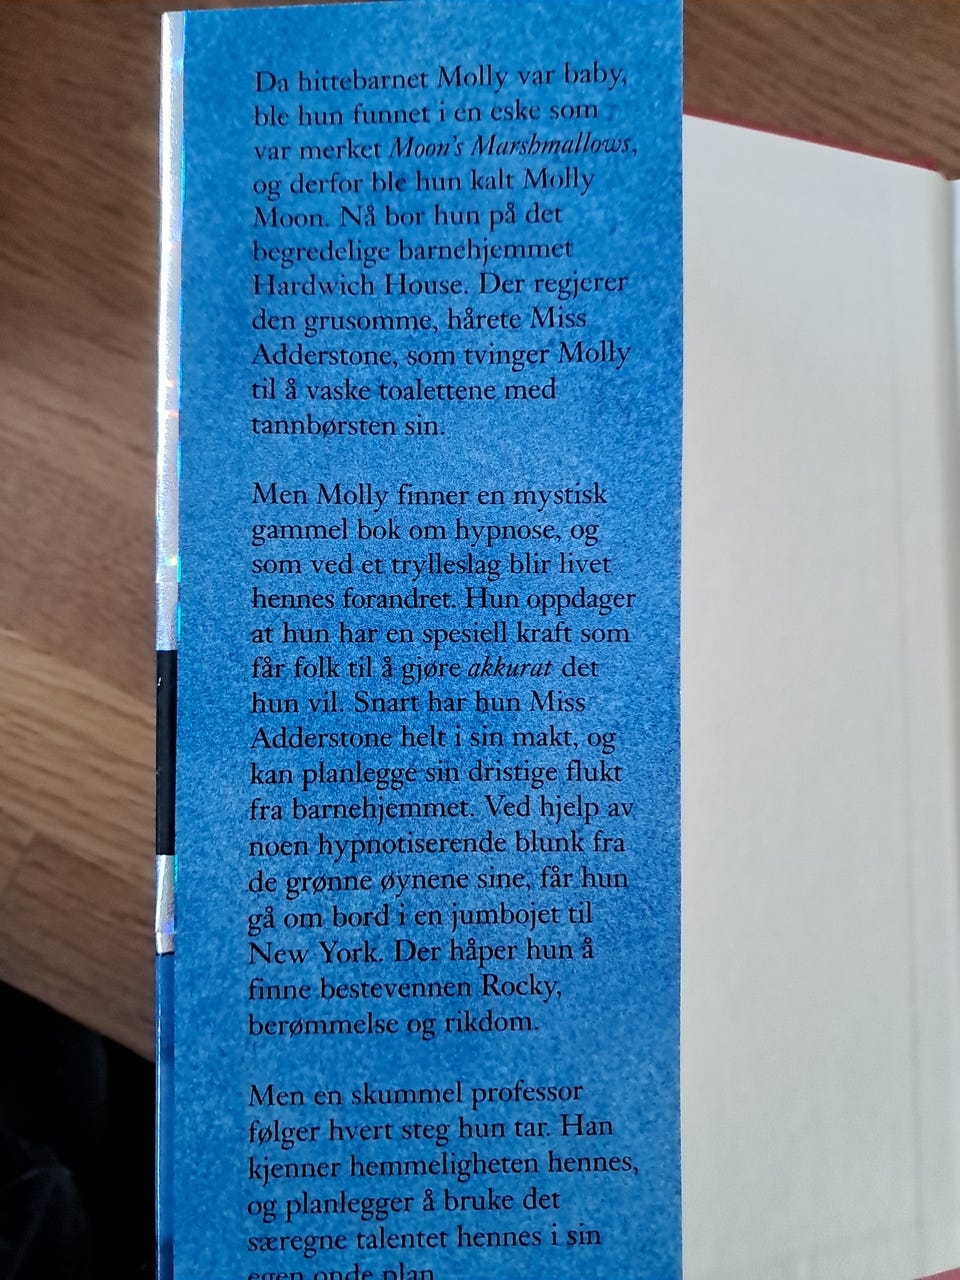 Da hittebarnet Molly var baby,
ble hun funnet i en eske som
var merket Moon's Marshmallows,
og derfor ble hun kalt Molly
Moon. Nå bor hun på det
begredelige barnehjemmet
Hardwich House. Der regjerer
den grusomme, hårete Miss
Adderstone, som tvinger Molly
til å vaske toalettene med
tannbørsten sin.
Men Molly finner en mystisk
gammel bok om hypnose, og
som ved et trylleslag blir livet
hennes forandret. Hun oppdager
at hun har en spesiell kraft som
får folk til å gjøre akkurat det
hun vil. Snart har hun Miss
Adderstone helt i sin makt, og
kan planlegge sin dristige flukt
fra barnehjemmet. Ved hjelp av
noen hypnotiserende blunk fra
de grønne øynene sine, får hun
gå om bord i en jumbojet til
New York. Der håper hun å
finne bestevennen Rocky,
berømmelse og rikdom.
Men en skummel professor
følger hvert steg hun tar. Han
kjenner hemmeligheten hennes,
og planlegger å bruke det
særegne talentet hennes i sin
egen onde plan